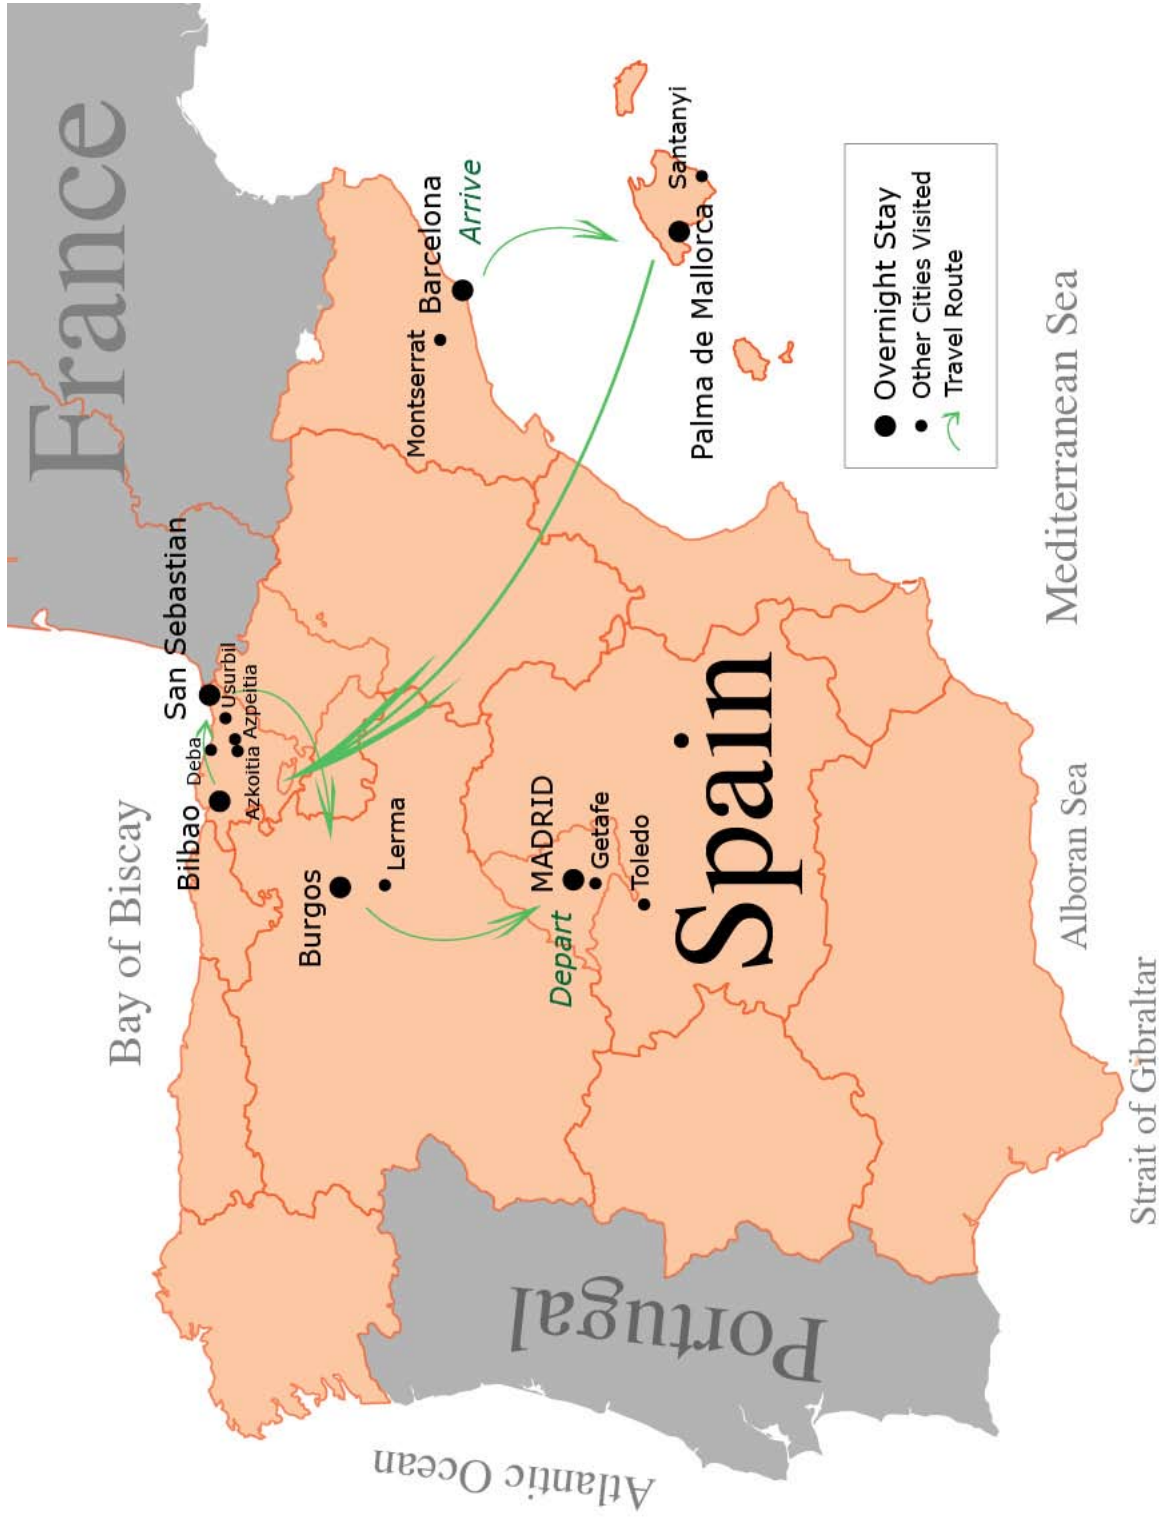 France
Bay of Biscay
San Sebastian
Bilbao
Deba
Usurbil
Azpeitia
Azkoitia
Burgos
Lerma
Montserrat
Barcelona
Arrive
MADRID
Depart
Getafe
Toledo
Santanyi
Palma de Mallorca
Spain
Portugal
Atlantic Ocean
Overnight Stay
Other Cities Visited
Travel Route
Mediterranean Sea
Alboran Sea
Strait of Gibraltar